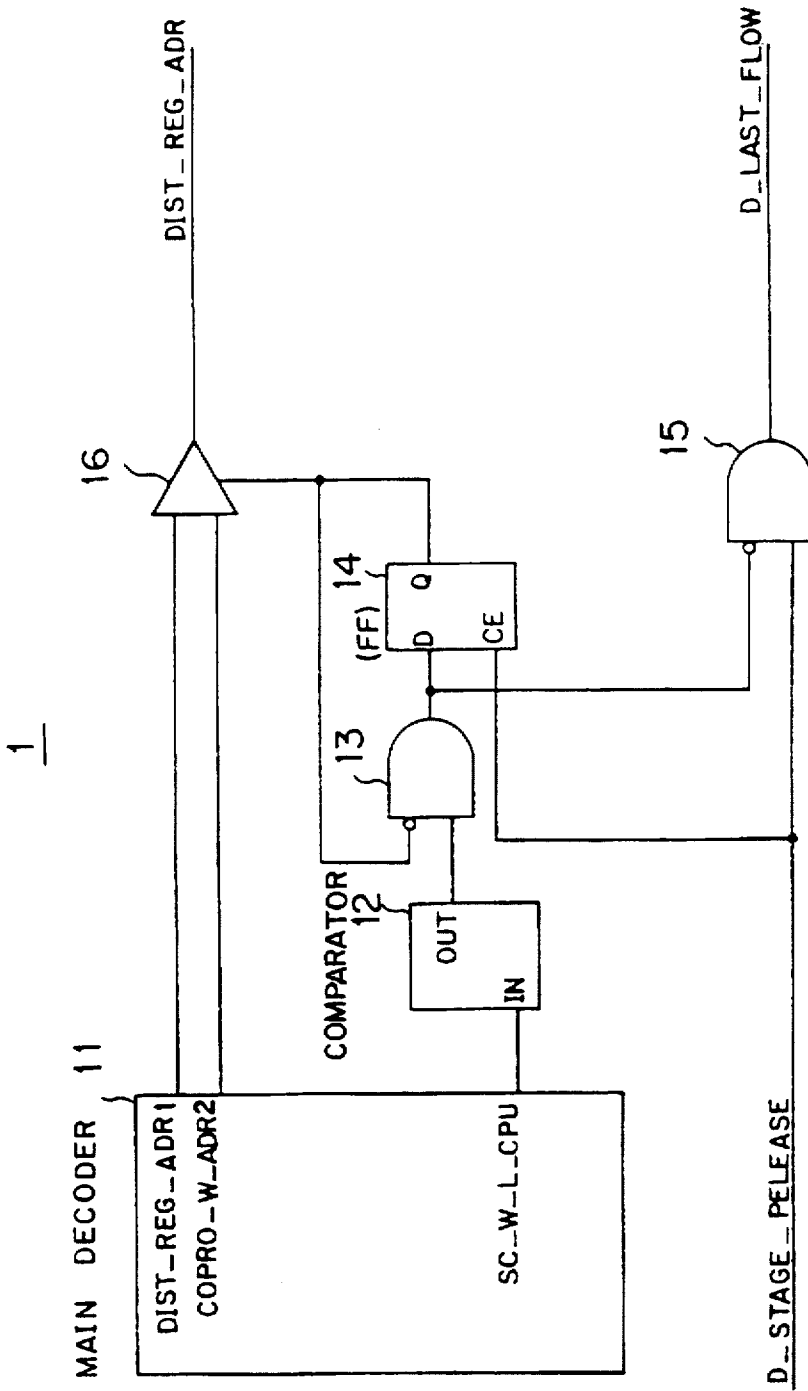 1
MAIN DECODER 11
DIST_REG_ADR1
COPRO_W_ADR2
SC_W_L_CPU
COMPARATOR
12
OUT
IN
13
14
(FF)
D
Q
CE
16
DIST_REG_ADR
15
D_LAST_FLOW
D_STAGE_PELEASE